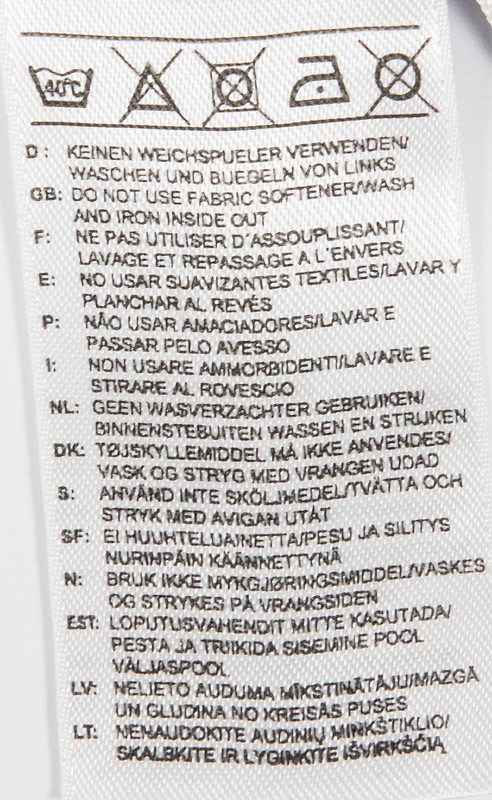 40°C
D: KEINEN WEICHSPUELER VERWENDEN/
WASCHEN UND BUEGELN VON LINKS
GB: DO NOT USE FABRIC SOFTENER/WASH
AND IRON INSIDE OUT
F: NE PAS UTILISER D'ASSOUPLISSANT/
LAVAGE ET REPASSAGE A L'ENVERS
E: NO USAR SUAVIZANTES TEXTILES/LAVAR Y
PLANCHAR AL REVÉS
P: NÃO USAR AMACIADORES/LAVAR E
PASSAR PELO AVESSO
I: NON USARE AMMORBIDENTI/LAVARE E
STIRARE AL ROVESCIO
NL: GEEN WASVERZACHTER GEBRUIKEN/
BINNENSTEBUITEN WASSEN EN STRIJKEN
DK: TØJSKYLLEMIDDEL MÅ IKKE ANVENDES/
VASK OG STRYG MED VRANGEN UDAD
S: ANVÄND INTE SKÖLJMEDEL/TVÄTTA OCH
STRYK MED AVIGAN UTÅT
SF: EI HUUHTELUAINETTA/PESU JA SILITYS
NURINPÄIN KÄÄNNETTYNÄ
N: BRUK IKKE MYKGJØRINGSMIDDEL/VASKES
OG STRYKES PÅ VRANGSIDEN
EST: LOPUTUSVAHENDIT MITTE KASUTADA/
PESTA JA TRIIKIDA SISEMINE POOL
VÄLJASPOOL
LV: NELIETO AUDUMA MĪKSTINĀTĀJU/MAZGĀ
UN GLUDINA NO KREISĀS PUSES
LT: NENAUDOKITE AUDINIŲ MINKŠTIKLIO/
SKALBKITE IR LYGINKITE IŠVIRKŠČIĄ